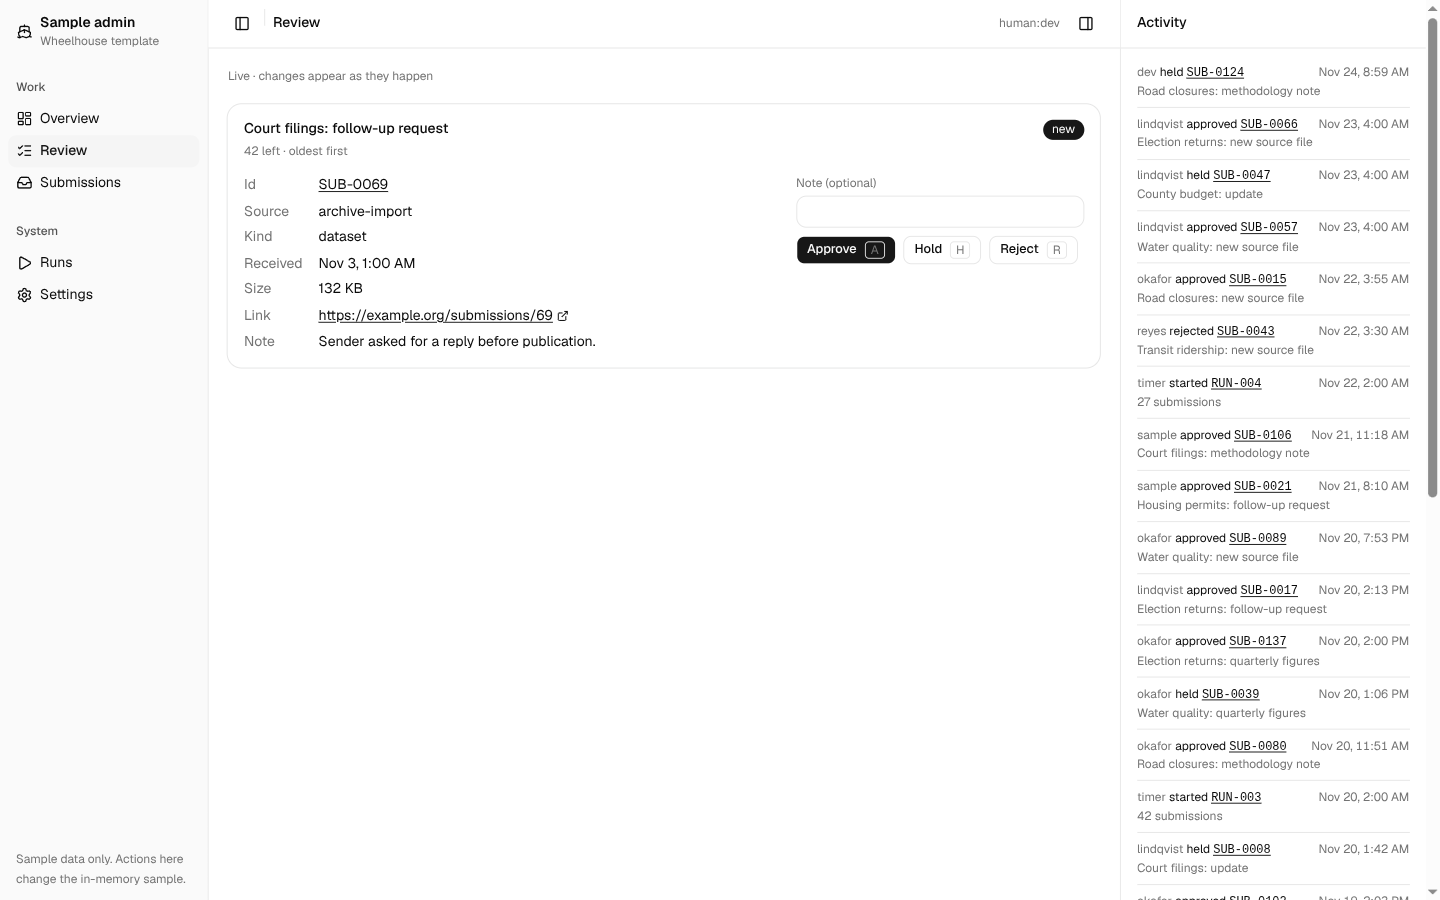 Sample admin
Wheelhouse template
Work
Overview
Review
Submissions
System
Runs
Settings
Sample data only. Actions here
change the in-memory sample.
Review
human:dev
Live · changes appear as they happen
Court filings: follow-up request
new
42 left · oldest first
Id SUB-0069
Source archive-import
Kind dataset
Received Nov 3, 1:00 AM
Size 132 KB
Link https://example.org/submissions/69
Note Sender asked for a reply before publication.
Note (optional)
Approve A Hold H Reject R
Activity
dev held SUB-0124 Nov 24, 8:59 AM
Road closures: methodology note
lindqvist approved SUB-0066 Nov 23, 4:00 AM
Election returns: new source file
lindqvist held SUB-0047 Nov 23, 4:00 AM
County budget: update
lindqvist approved SUB-0057 Nov 23, 4:00 AM
Water quality: new source file
okafor approved SUB-0015 Nov 22, 3:55 AM
Road closures: new source file
reyes rejected SUB-0043 Nov 22, 3:30 AM
Transit ridership: new source file
timer started RUN-004 Nov 22, 2:00 AM
27 submissions
sample approved SUB-0106 Nov 21, 11:18 AM
Court filings: methodology note
sample approved SUB-0021 Nov 21, 8:10 AM
Housing permits: follow-up request
okafor approved SUB-0089 Nov 20, 7:53 PM
Water quality: new source file
lindqvist approved SUB-0017 Nov 20, 2:13 PM
Election returns: follow-up request
okafor approved SUB-0137 Nov 20, 2:00 PM
Election returns: quarterly figures
okafor held SUB-0039 Nov 20, 1:06 PM
Water quality: quarterly figures
okafor approved SUB-0080 Nov 20, 11:51 AM
Road closures: methodology note
timer started RUN-003 Nov 20, 2:00 AM
42 submissions
lindqvist held SUB-0008 Nov 20, 1:42 AM
Court filings: update